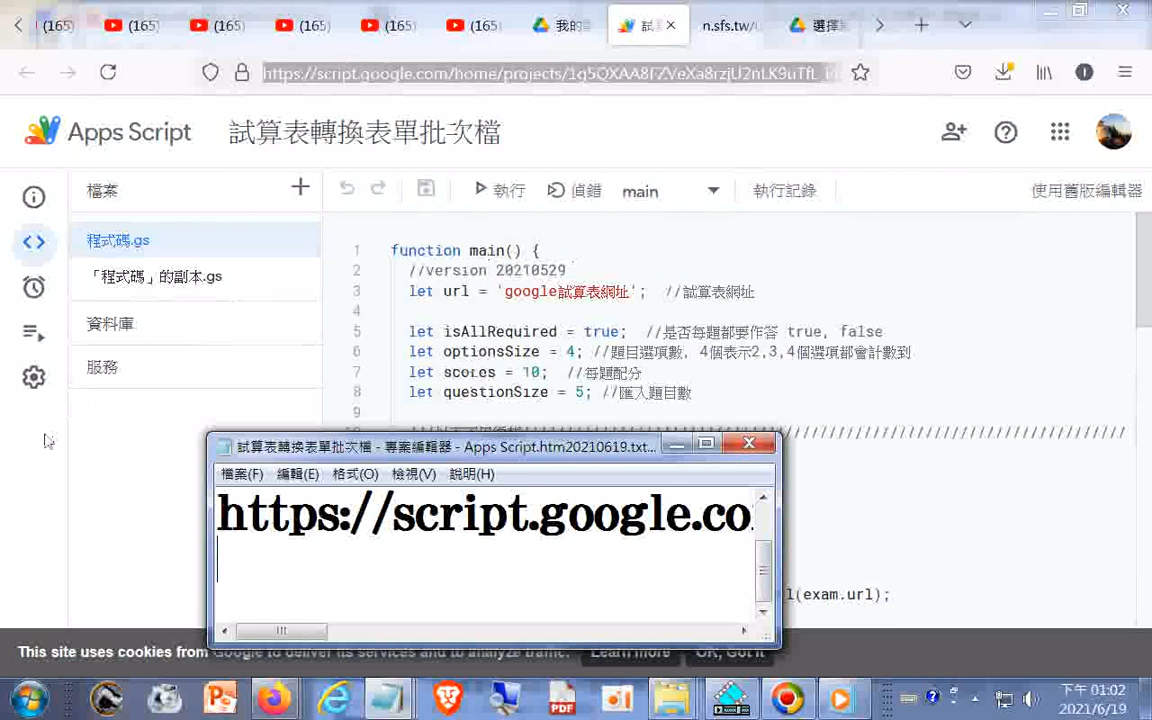 (165)
(165)
(165)
(165)
(165)
(165
我的
試
n.sfs.tw/
選擇
https://script.google.com/home/projects/
Apps Script
試算表轉換表單批次檔
檔案
執行
偵錯
main
執行記錄
使用舊版編輯器
程式碼.gs
「程式碼」的副本.gs
資料庫
服務
1 function main() {
2 //version 20210529
3 let url = 'google試算表網址'; //試算表網址
4
5 let isAllRequired = true; //是否每題都要作答 true, false
6 let optionsSize = 4; //題目選項數, 4個表示2,3,4個選項都會計數到
7 let scores = 10; //每題配分
8 let questionSize = 5; //匯入題目數
9
試算表轉換表單批次檔 - 專案編輯器 - Apps Script.htm20210619.txt...
檔案(F) 編輯(E) 格式(O) 檢視(V) 說明(H)
https://script.google.co
l(exam.url);
This site uses cookies from Google to deliver its services and to analyze traffic.
Learn more
OK, Got it
下午 01:02
2021/6/19